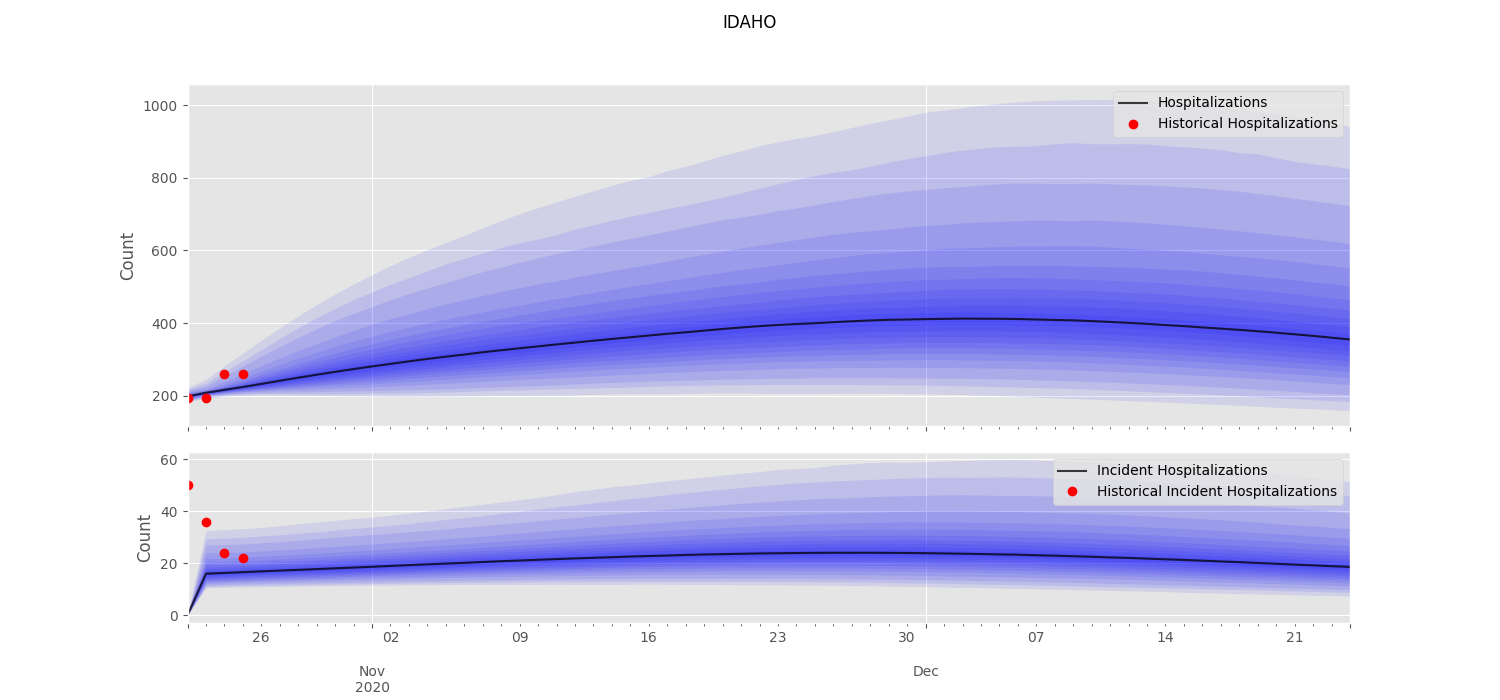 IDAHO
1000
800
600
400
200
Count
Hospitalizations
Historical Hospitalizations
60
40
20
0
Count
Incident Hospitalizations
Historical Incident Hospitalizations
26 02 09 16 23 30 07 14 21
Nov Dec
2020